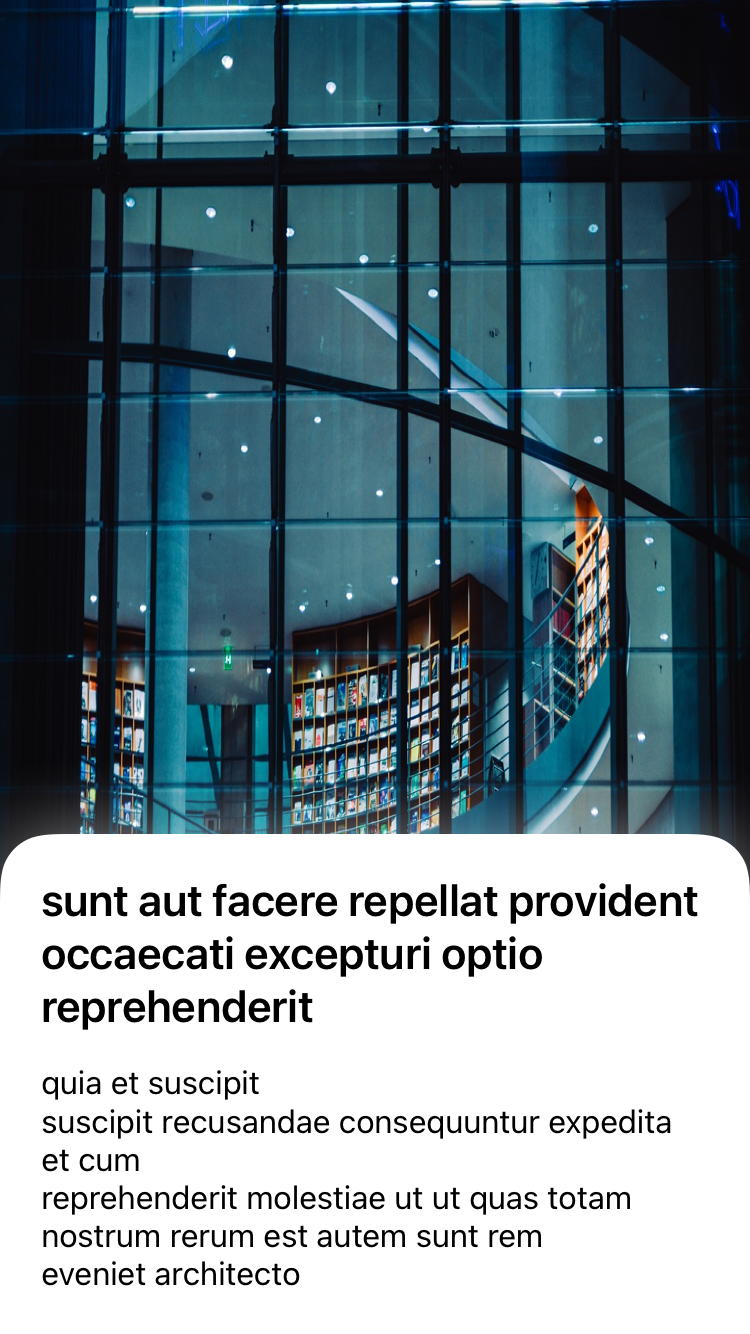 sunt aut facere repellat provident
occaecati excepturi optio
reprehenderit
quia et suscipit
suscipit recusandae consequuntur expedita
et cum
reprehenderit molestiae ut ut quas totam
nostrum rerum est autem sunt rem
eveniet architecto